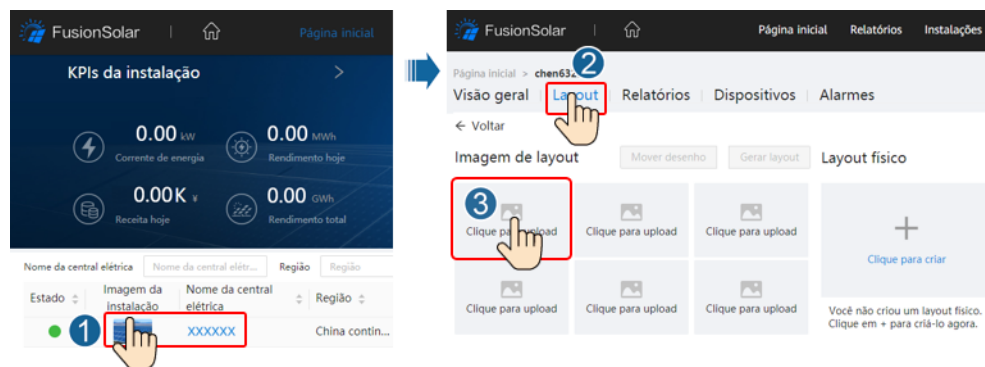 FusionSolar
Página inicial
KPIs da instalação >
0.00 kW
Corrente de energia
0.00 MWh
Rendimento hoje
0.00K ¥
Receita hoje
0.00 GWh
Rendimento total
Nome da central elétrica
Nome da central elétr...
Região
Região
Estado
Imagem da instalação
Nome da central elétrica
Região
1
XXXXXX
China contin...
FusionSolar
Página inicial Relatórios Instalações
2
Página inicial >
Visão geral Layout Relatórios Dispositivos Alarmes
← Voltar
Imagem de layout
Mover desenho
Gerar layout
Layout físico
3
Clique para upload
Clique para upload
Clique para upload
Clique para criar
Clique para upload
Clique para upload
Clique para upload
Você não criou um layout físico.
Clique em + para criá-lo agora.